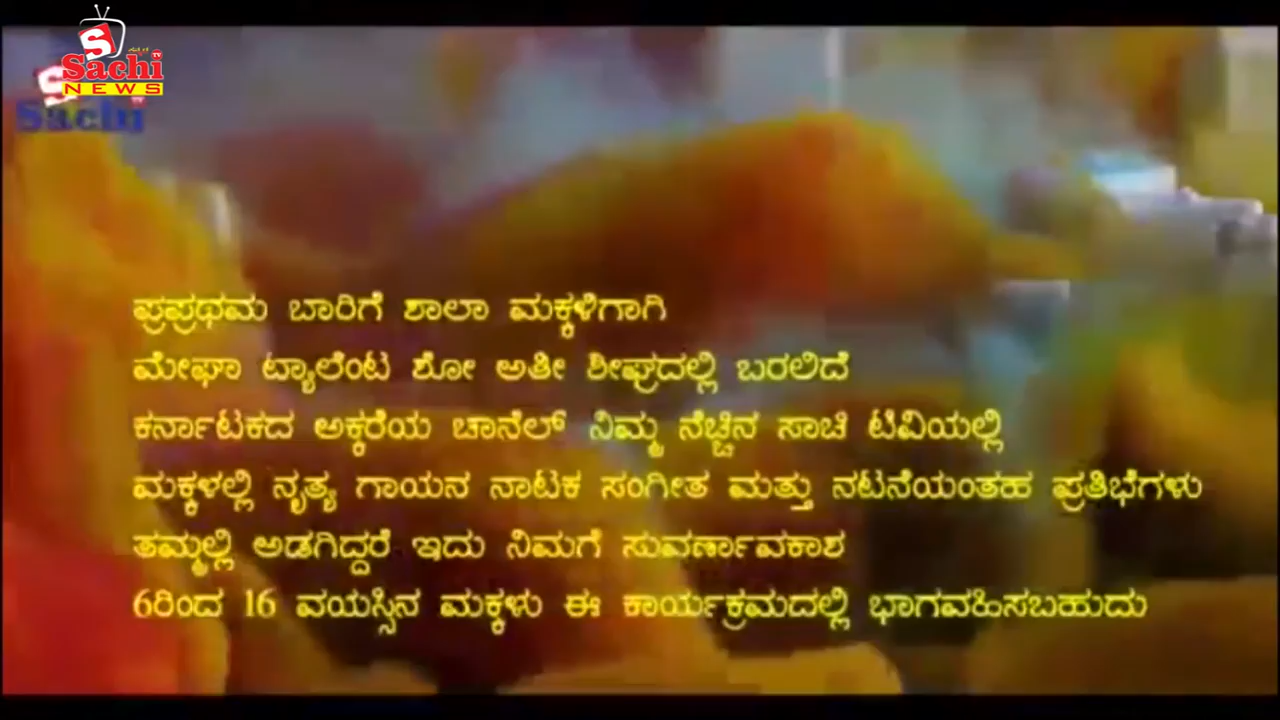 Sachi TV
NEWS
Sachi TV
ಪ್ರಪ್ರಥಮ ಬಾರಿಗೆ ಶಾಲಾ ಮಕ್ಕಳಿಗಾಗಿ
ಮೇಘಾ ಟ್ಯಾಲೆಂಟ ಶೋ ಅತೀ ಶೀಘ್ರದಲ್ಲಿ ಬರಲಿದೆ
ಕರ್ನಾಟಕದ ಅಕ್ಕರೆಯ ಚಾನೆಲ್ ನಿಮ್ಮ ನೆಚ್ಚಿನ ಸಾಚಿ ಟಿವಿಯಲ್ಲಿ
ಮಕ್ಕಳಲ್ಲಿ ನೃತ್ಯ ಗಾಯನ ನಾಟಕ ಸಂಗೀತ ಮತ್ತು ನಟನೆಯಂತಹ ಪ್ರತಿಭೆಗಳು
ತಮ್ಮಲ್ಲಿ ಅಡಗಿದ್ದರೆ ಇದು ನಿಮಗೆ ಸುವರ್ಣಾವಕಾಶ
6ರಿಂದ 16 ವಯಸ್ಸಿನ ಮಕ್ಕಳು ಈ ಕಾರ್ಯಕ್ರಮದಲ್ಲಿ ಭಾಗವಹಿಸಬಹುದು